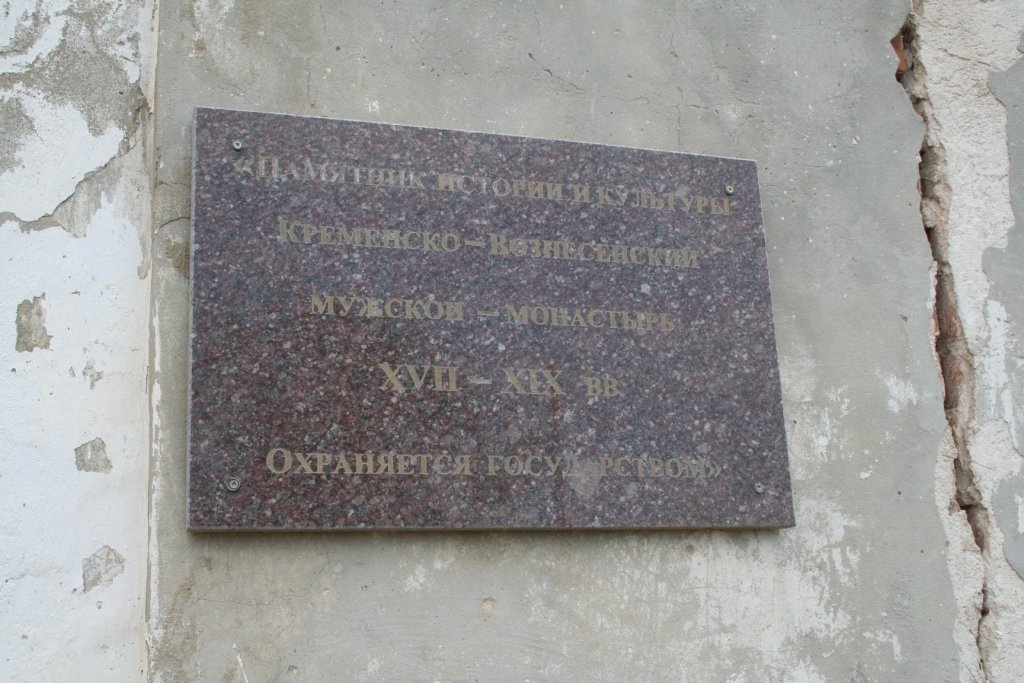 «Памятник истории и культуры
Кременско – Вознесенский
мужской – монастырь
XVII – XIX вв.
Охраняется государством»